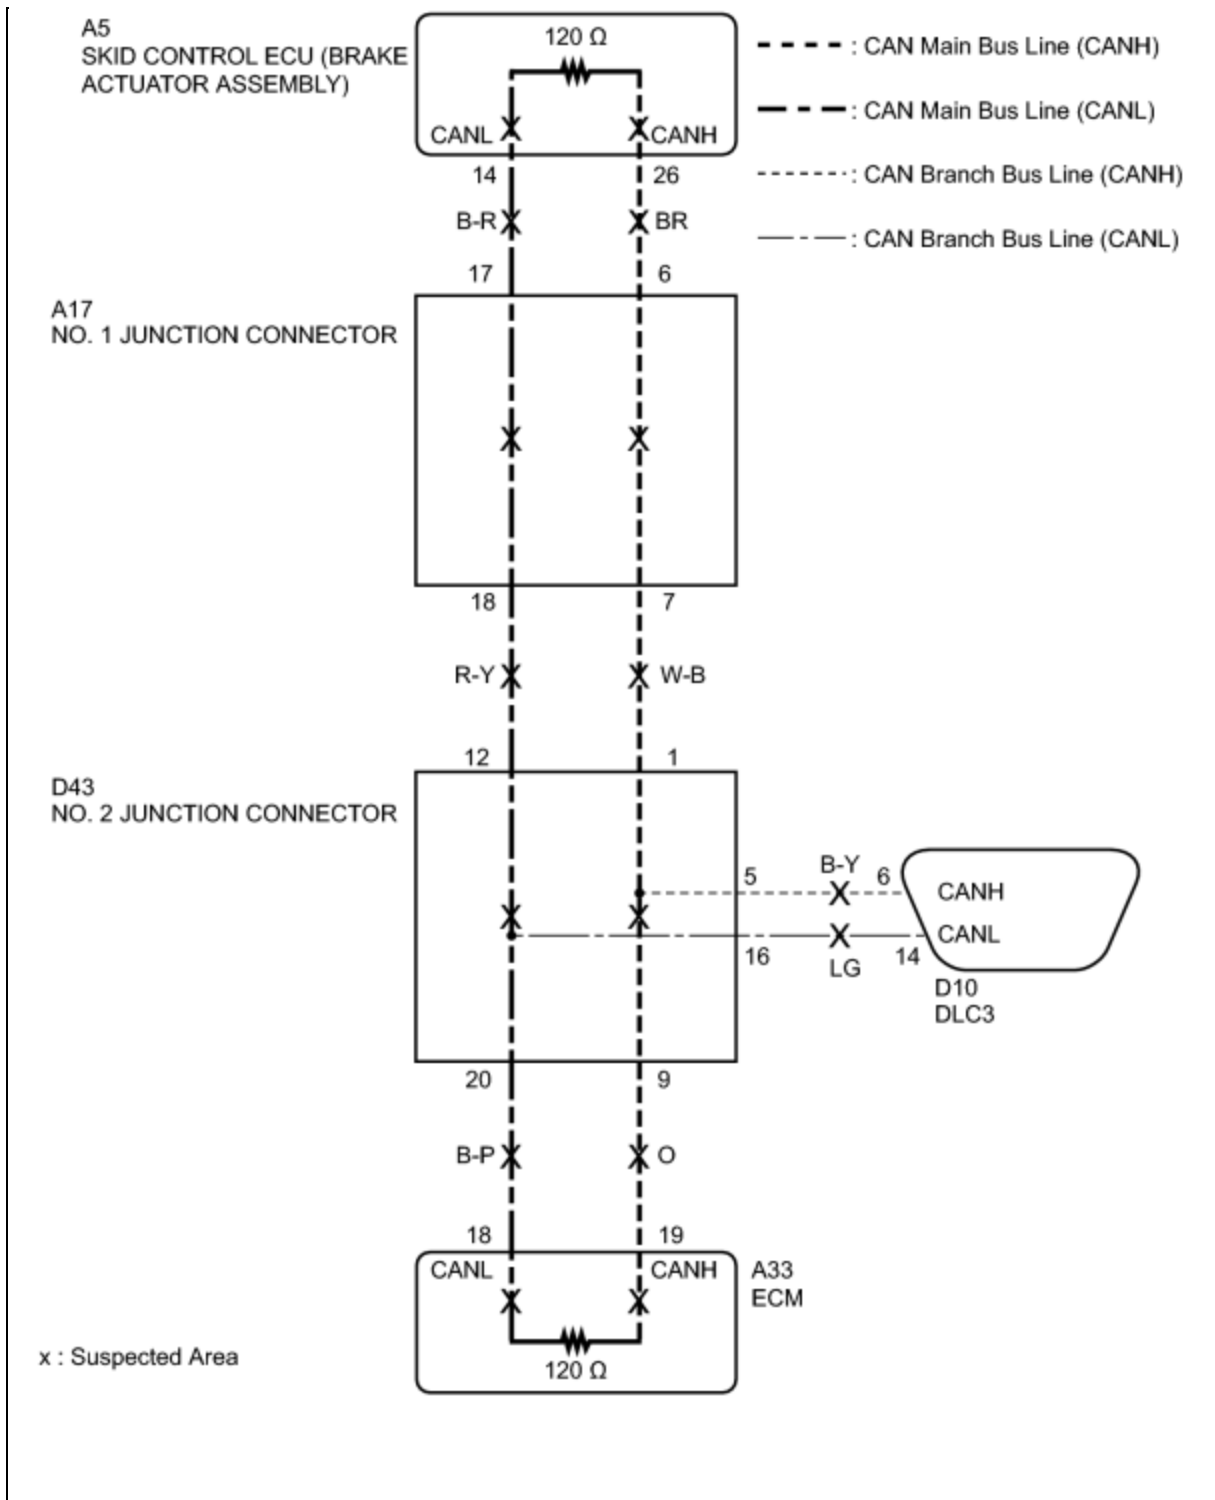 A5
SKID CONTROL ECU (BRAKE
ACTUATOR ASSEMBLY)
120 Ω
CANL
CANH
: CAN Main Bus Line (CANH)
: CAN Main Bus Line (CANL)
: CAN Branch Bus Line (CANH)
: CAN Branch Bus Line (CANL)
14
26
B-R
BR
17
6
A17
NO. 1 JUNCTION CONNECTOR
18
7
R-Y
W-B
12
1
D43
NO. 2 JUNCTION CONNECTOR
5
B-Y
6
CANH
CANL
16
LG
14
D10
DLC3
20
9
B-P
O
18
19
CANL
CANH
A33
ECM
120 Ω
x : Suspected Area